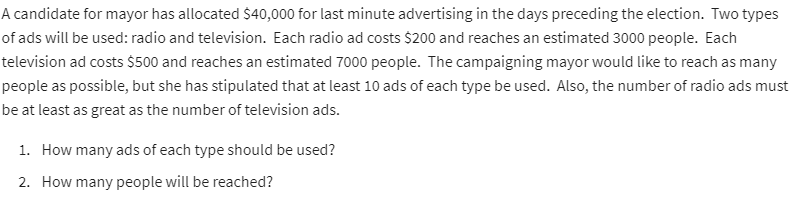 A candidate for mayor has allocated $40,000 for last minute advertising in the days preceding the election. Two types
of ads will be used: radio and television. Each radio ad costs $200 and reaches an estimated 3000 people. Each
television ad costs $500 and reaches an estimated 7000 people. The campaigning mayor would like to reach as many
people as possible, but she has stipulated that at least 10 ads of each type be used. Also, the number of radio ads must
be at least as great as the number of television ads.
1. How many ads of each type should be used?
2. How many people will be reached?